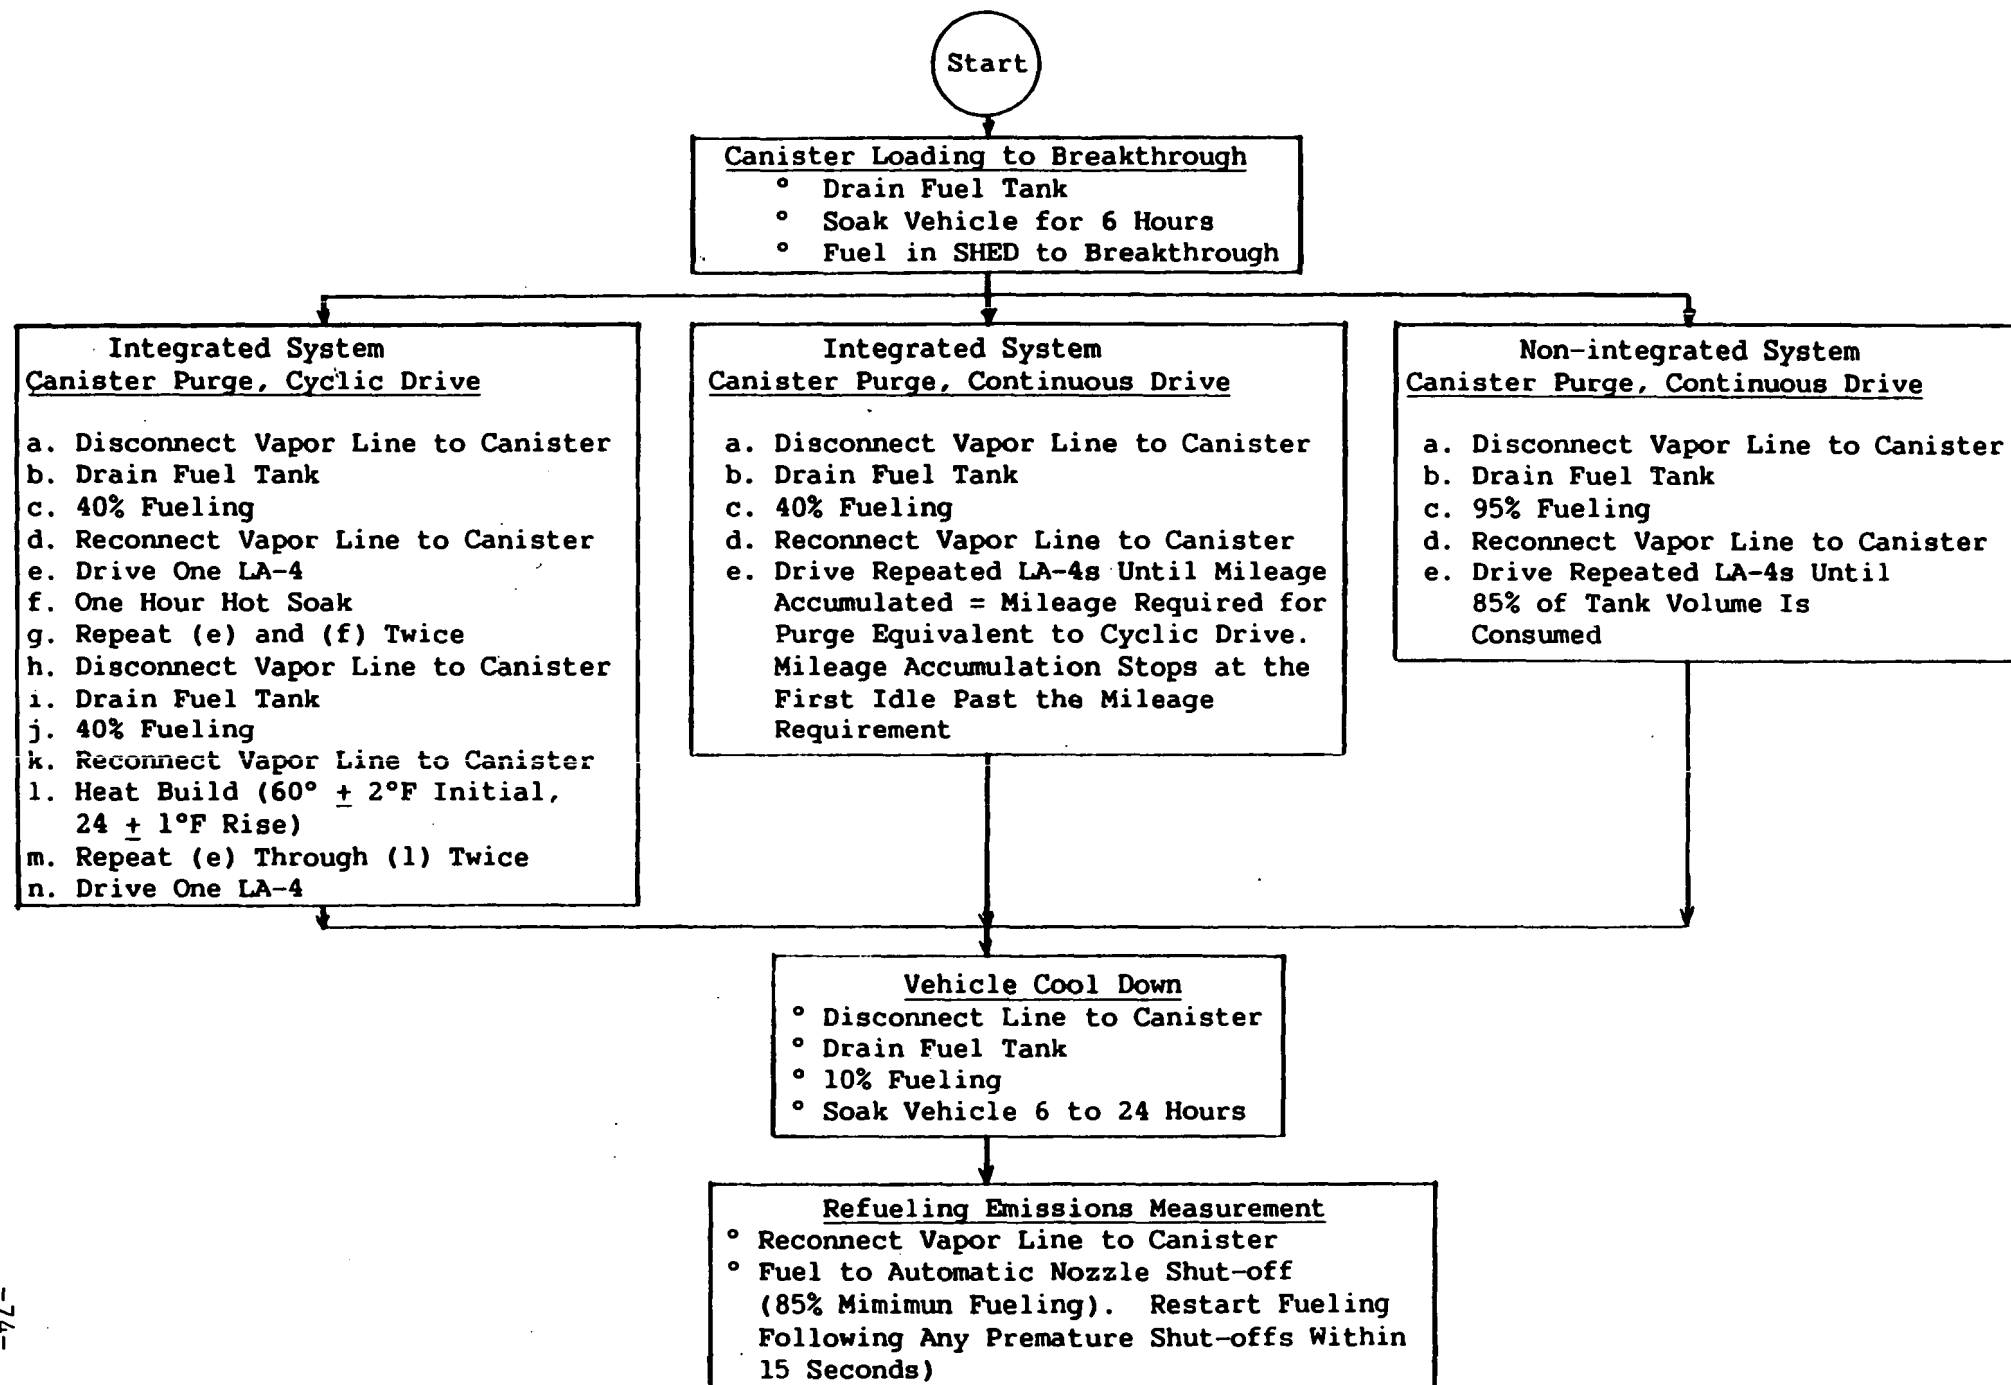 Start
Canister Loading to Breakthrough
° Drain Fuel Tank
° Soak Vehicle for 6 Hours
° Fuel in SHED to Breakthrough
Integrated System
Canister Purge, Cyclic Drive
a. Disconnect Vapor Line to Canister
b. Drain Fuel Tank
c. 40% Fueling
d. Reconnect Vapor Line to Canister
e. Drive One LA-4
f. One Hour Hot Soak
g. Repeat (e) and (f) Twice
h. Disconnect Vapor Line to Canister
i. Drain Fuel Tank
j. 40% Fueling
k. Reconnect Vapor Line to Canister
l. Heat Build (60° ± 2°F Initial,
24 ± 1°F Rise)
m. Repeat (e) Through (l) Twice
n. Drive One LA-4
Integrated System
Canister Purge, Continuous Drive
a. Disconnect Vapor Line to Canister
b. Drain Fuel Tank
c. 40% Fueling
d. Reconnect Vapor Line to Canister
e. Drive Repeated LA-4s Until Mileage
Accumulated = Mileage Required for
Purge Equivalent to Cyclic Drive.
Mileage Accumulation Stops at the
First Idle Past the Mileage
Requirement
Non-integrated System
Canister Purge, Continuous Drive
a. Disconnect Vapor Line to Canister
b. Drain Fuel Tank
c. 95% Fueling
d. Reconnect Vapor Line to Canister
e. Drive Repeated LA-4s Until
85% of Tank Volume Is
Consumed
Vehicle Cool Down
° Disconnect Line to Canister
° Drain Fuel Tank
° 10% Fueling
° Soak Vehicle 6 to 24 Hours
Refueling Emissions Measurement
° Reconnect Vapor Line to Canister
° Fuel to Automatic Nozzle Shut-off
(85% Mimimun Fueling). Restart Fueling
Following Any Premature Shut-offs Within
15 Seconds)
-74-